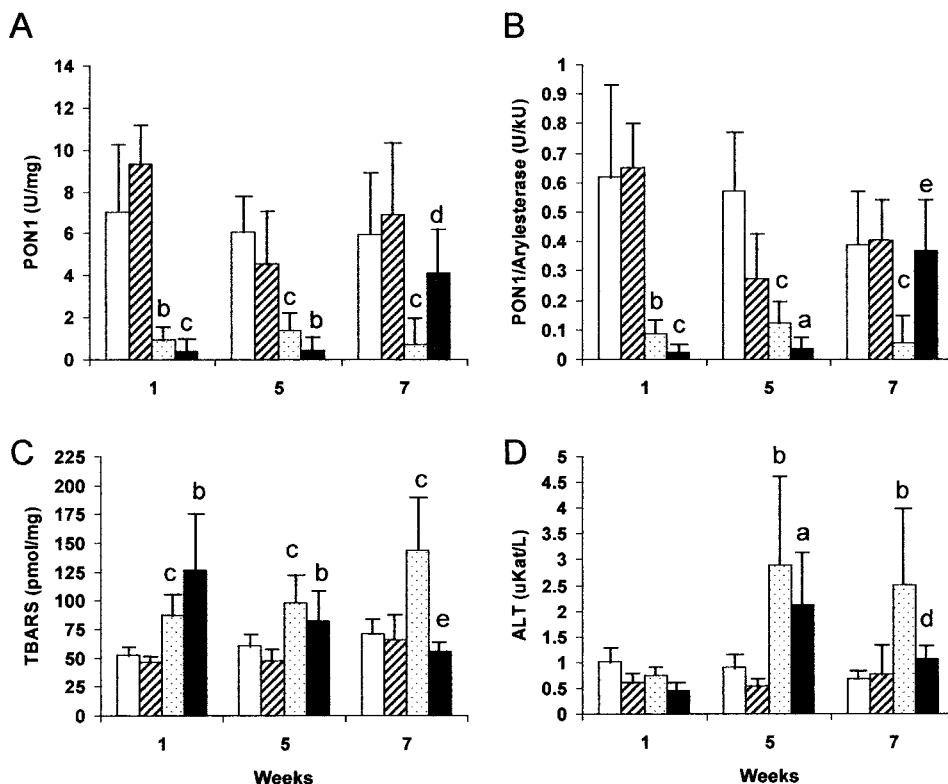 A
PON1 (U/mg)
14
12
10
8
6
4
2
0
b
c
c
b
c
d
1
5
7
B
PON1/Arylesterase (U/kU)
1
0.9
0.8
0.7
0.6
0.5
0.4
0.3
0.2
0.1
0
b
c
c
a
c
e
1
5
7
C
TBARS (pmol/mg)
225
200
175
150
125
100
75
50
25
0
c
b
c
b
c
e
1
5
7
Weeks
D
ALT (uKat/L)
5
4.5
4
3.5
3
2.5
2
1.5
1
0.5
0
b
a
b
d
1
5
7
Weeks